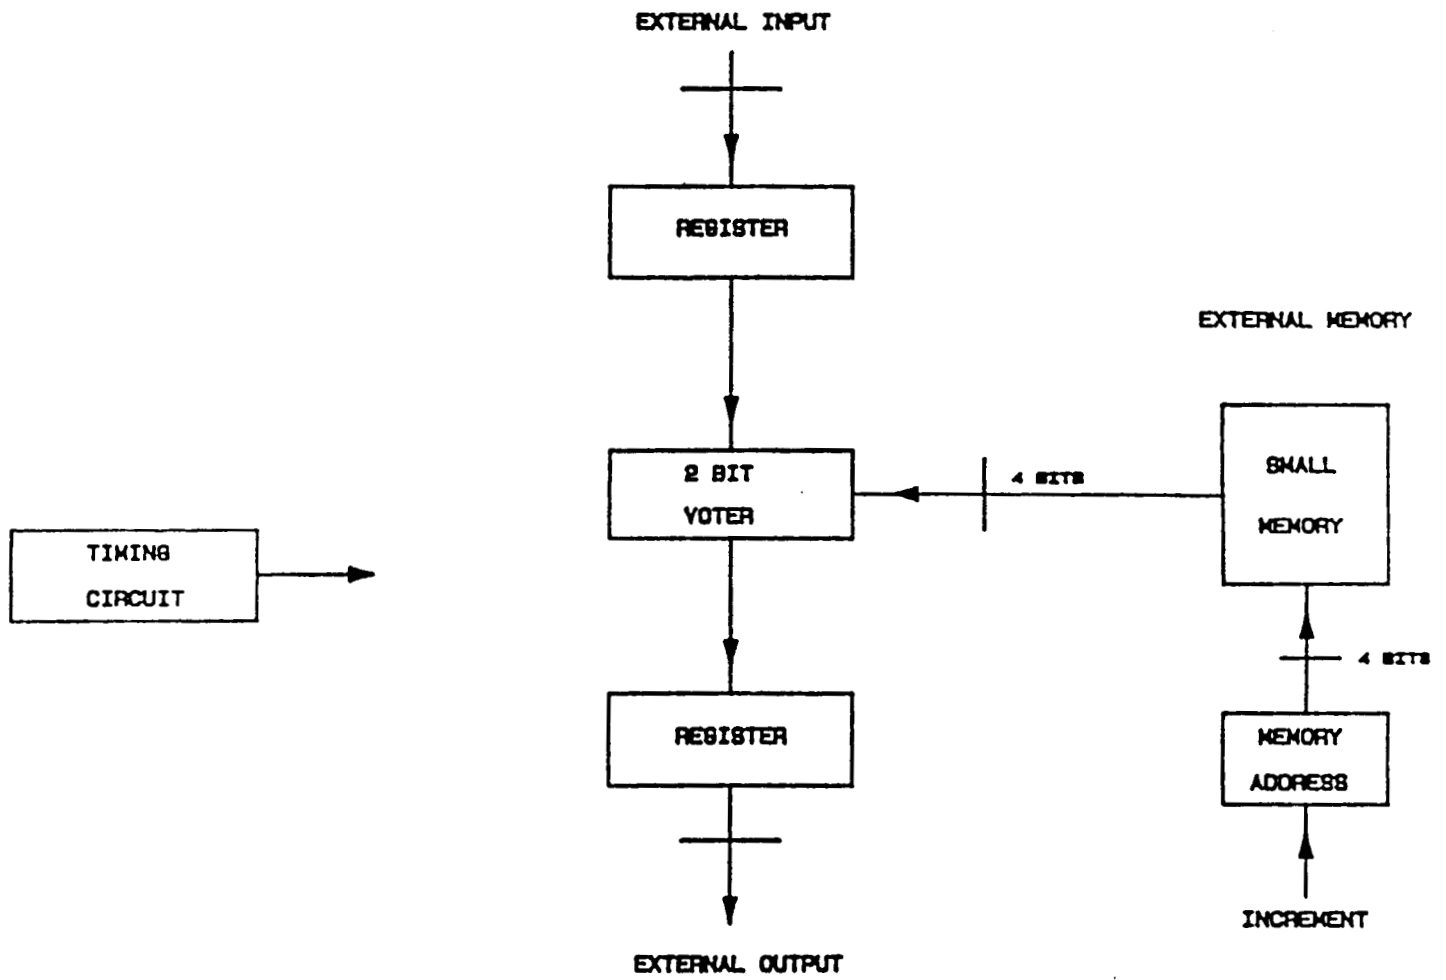 EXTERNAL INPUT
REGISTER
EXTERNAL MEMORY
2 BIT
VOTER
4 BITS
SMALL
MEMORY
TIMING
CIRCUIT
4 BITS
REGISTER
MEMORY
ADDRESS
INCREMENT
EXTERNAL OUTPUT